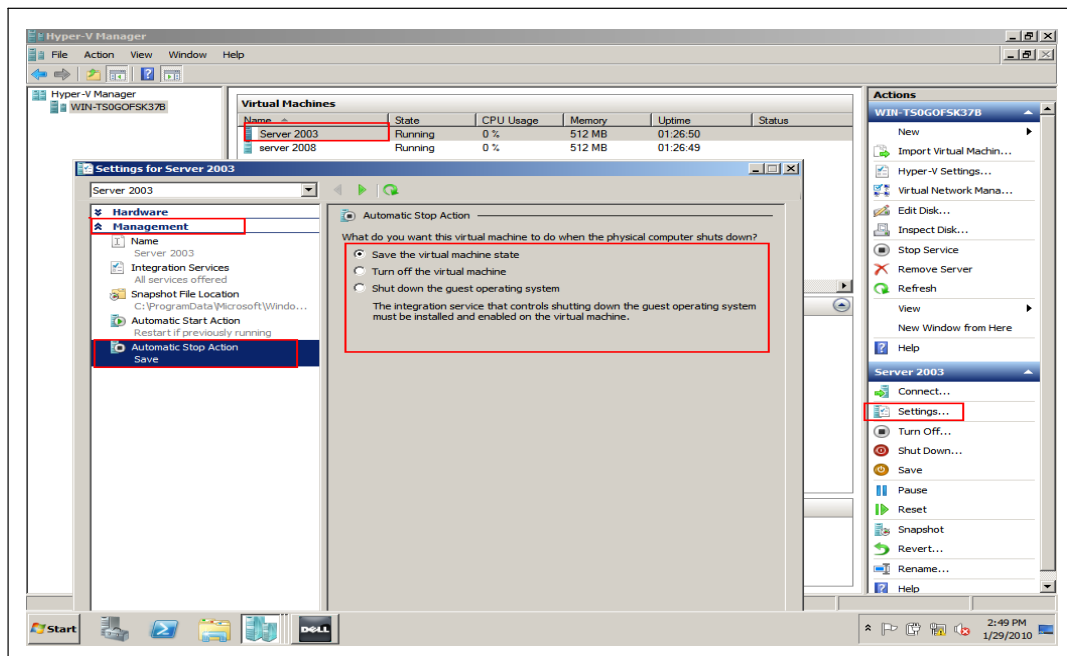 Hyper-V Manager
File Action View Window Help
Hyper-V Manager
WIN-TS0GOFSK37B
Virtual Machines
Name State CPU Usage Memory Uptime Status
Server 2003 Running 0 % 512 MB 01:26:50
server 2008 Running 0 % 512 MB 01:26:49
Settings for Server 2003
Server 2003
Hardware
Management
Name
Server 2003
Integration Services
All services offered
Snapshot File Location
C:\ProgramData\Microsoft\Windo...
Automatic Start Action
Restart if previously running
Automatic Stop Action
Save
Automatic Stop Action
What do you want this virtual machine to do when the physical computer shuts down?
Save the virtual machine state
Turn off the virtual machine
Shut down the guest operating system
The integration service that controls shutting down the guest operating system
must be installed and enabled on the virtual machine.
Actions
WIN-TS0GOFSK37B
New
Import Virtual Machin...
Hyper-V Settings...
Virtual Network Mana...
Edit Disk...
Inspect Disk...
Stop Service
Remove Server
Refresh
View
New Window from Here
Help
Server 2003
Connect...
Settings...
Turn Off...
Shut Down...
Save
Pause
Reset
Snapshot
Revert...
Rename...
Help
Start
DELL
2:49 PM
1/29/2010